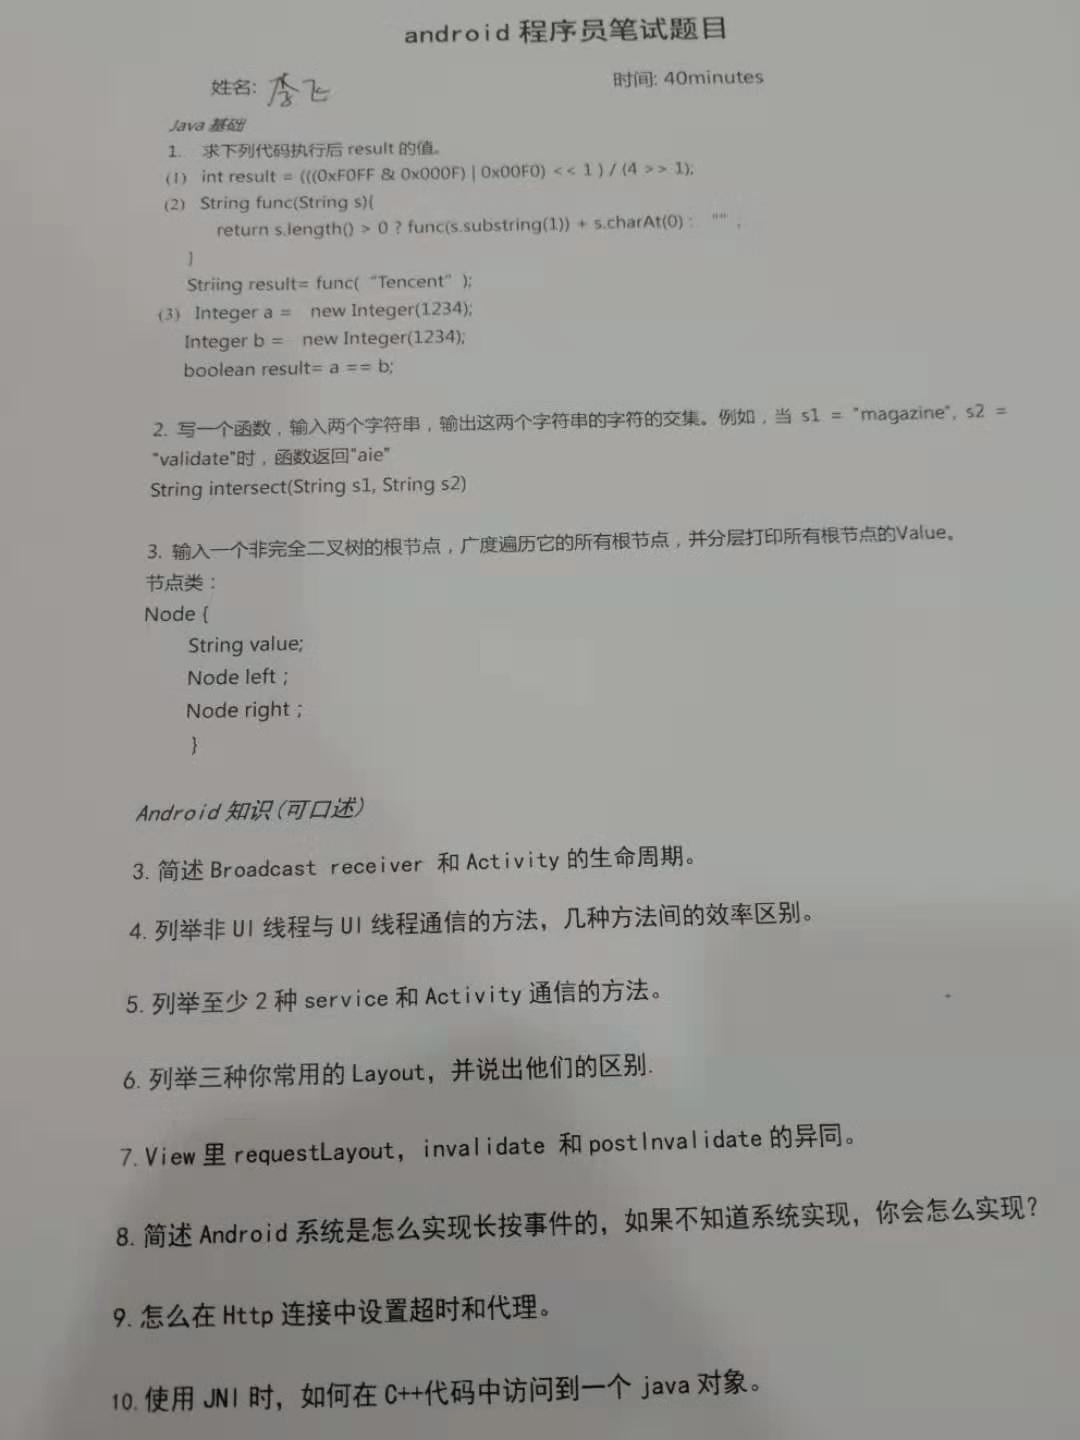 android 程序员笔试题目
姓名: 李飞 时间: 40minutes
Java 基础
1. 求下列代码执行后 result 的值。
(1) int result = (((0xF0FF & 0x000F) | 0x00F0) << 1 ) / (4 >> 1);
(2) String func(String s){
return s.length() > 0 ? func(s.substring(1)) + s.charAt(0) : "" ;
}
Striing result= func( “Tencent” );
(3) Integer a = new Integer(1234);
Integer b = new Integer(1234);
boolean result= a == b;
2. 写一个函数，输入两个字符串，输出这两个字符串的字符的交集。例如，当 s1 = "magazine", s2 =
"validate"时，函数返回"aie"
String intersect(String s1, String s2)
3. 输入一个非完全二叉树的根节点，广度遍历它的所有根节点，并分层打印所有根节点的Value。
节点类：
Node {
String value;
Node left ;
Node right ;
}
Android 知识(可口述)
3. 简述 Broadcast receiver 和 Activity 的生命周期。
4. 列举非 UI 线程与 UI 线程通信的方法，几种方法间的效率区别。
5. 列举至少 2 种 service 和 Activity 通信的方法。
6. 列举三种你常用的 Layout，并说出他们的区别.
7. View 里 requestLayout，invalidate 和 postInvalidate 的异同。
8. 简述 Android 系统是怎么实现长按事件的，如果不知道系统实现，你会怎么实现？
9. 怎么在 Http 连接中设置超时和代理。
10. 使用 JNI 时，如何在 C++代码中访问到一个 java 对象。